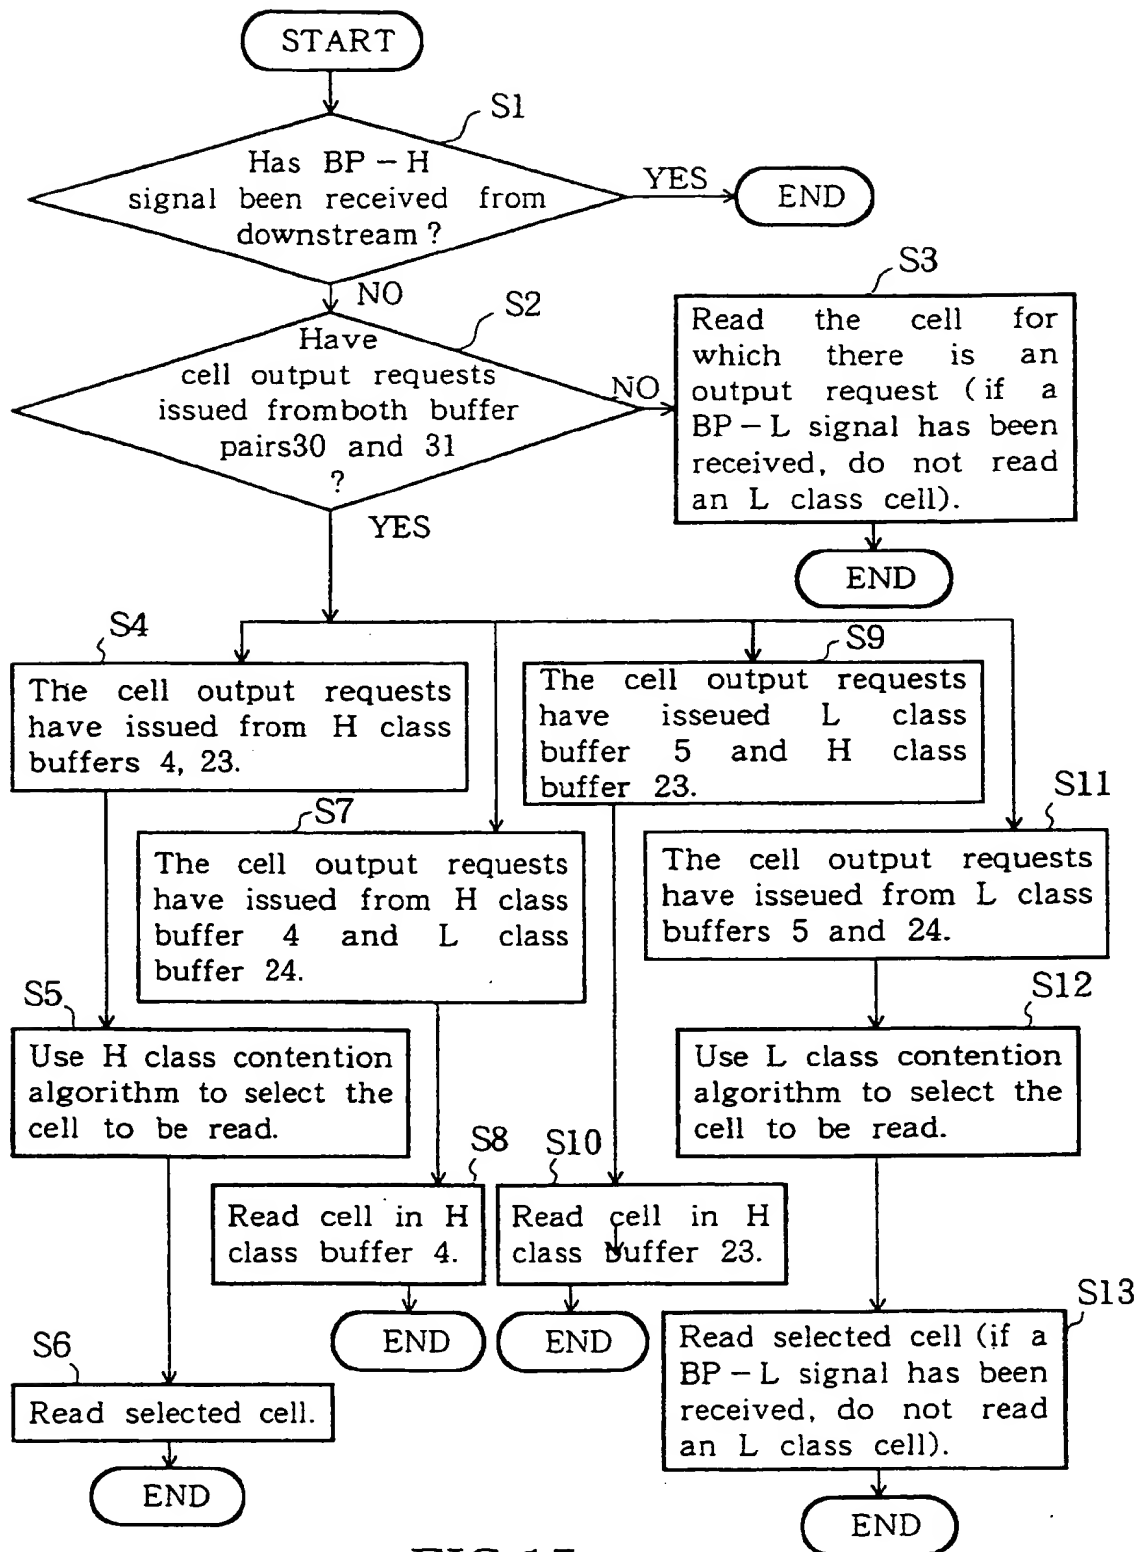 START
S1
Has BP-H
signal been received from
downstream?
YES
END
NO
S2
Have
cell output requests
issued fromboth buffer
pairs30 and 31
?
NO
YES
S3
Read the cell for
which there is an
output request (if a
BP-L signal has been
received, do not read
an L class cell).
END
S4
The cell output requests
have issued from H class
buffers 4, 23.
S9
The cell output requests
have isseued L class
buffer 5 and H class
buffer 23.
S7
The cell output requests
have issued from H class
buffer 4 and L class
buffer 24.
S11
The cell output requests
have isseued from L class
buffers 5 and 24.
S5
Use H class contention
algorithm to select the
cell to be read.
S12
Use L class contention
algorithm to select the
cell to be read.
S8
Read cell in H
class buffer 4.
END
S10
Read cell in H
class buffer 23.
END
S6
Read selected cell.
END
S13
Read selected cell (if a
BP-L signal has been
received, do not read
an L class cell).
END